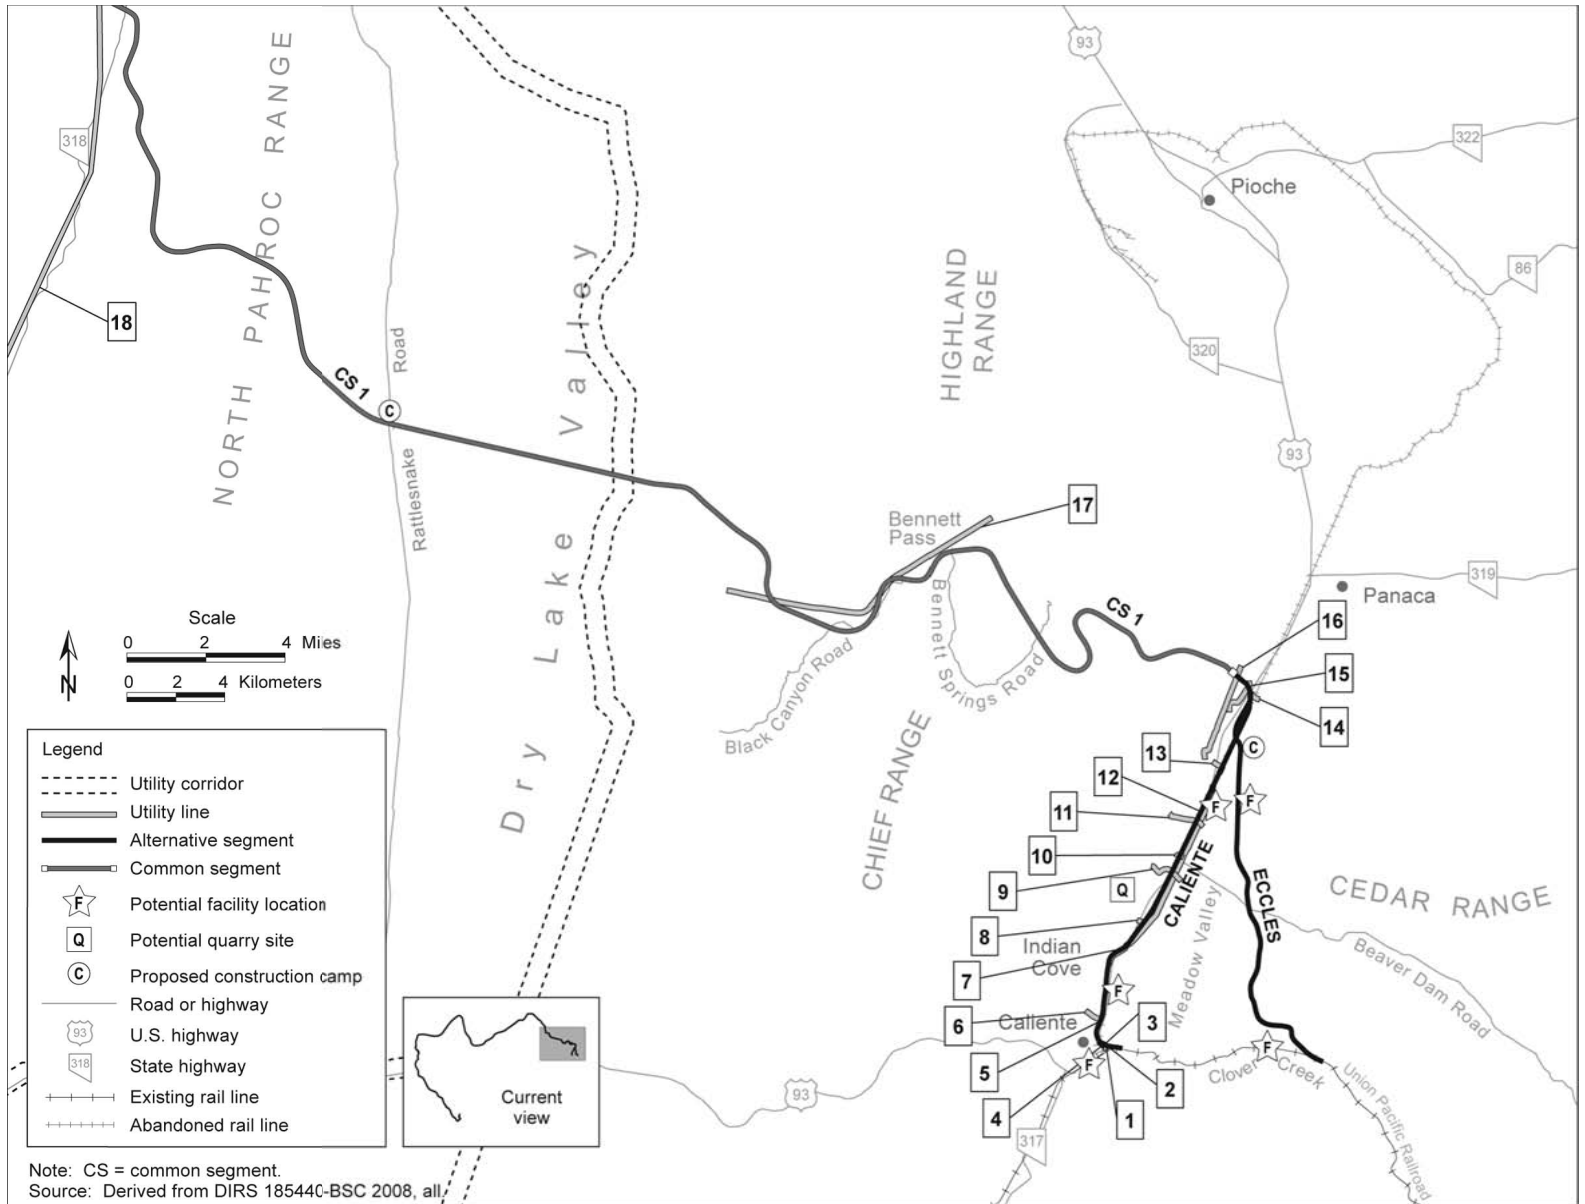 93
318
322
Pioche
86
NORTH PAHROC RANGE
Dry Lake Valley
HIGHLAND
RANGE
320
18
Road
CS 1
C
Rattlesnake
93
Bennett
Pass
17
319
Panaca
CS 1
16
Bennett Springs Road
Black Canyon Road
15
14
13
C
12
F
F
11
10
9
Q
CHIEF RANGE
CALIENTE
ECCLES
CEDAR RANGE
Meadow Valley
Beaver Dam Road
8
Indian
Cove
7
F
6
Caliente
3
5
F
F
Clover Creek
Union Pacific Railroad
2
4
1
93
317
Scale
0 2 4 Miles
0 2 4 Kilometers
N
Legend
Utility corridor
Utility line
Alternative segment
Common segment
F Potential facility location
Q Potential quarry site
C Proposed construction camp
Road or highway
93 U.S. highway
318 State highway
Existing rail line
Abandoned rail line
Current
view
Note: CS = common segment.
Source: Derived from DIRS 185440-BSC 2008, all.